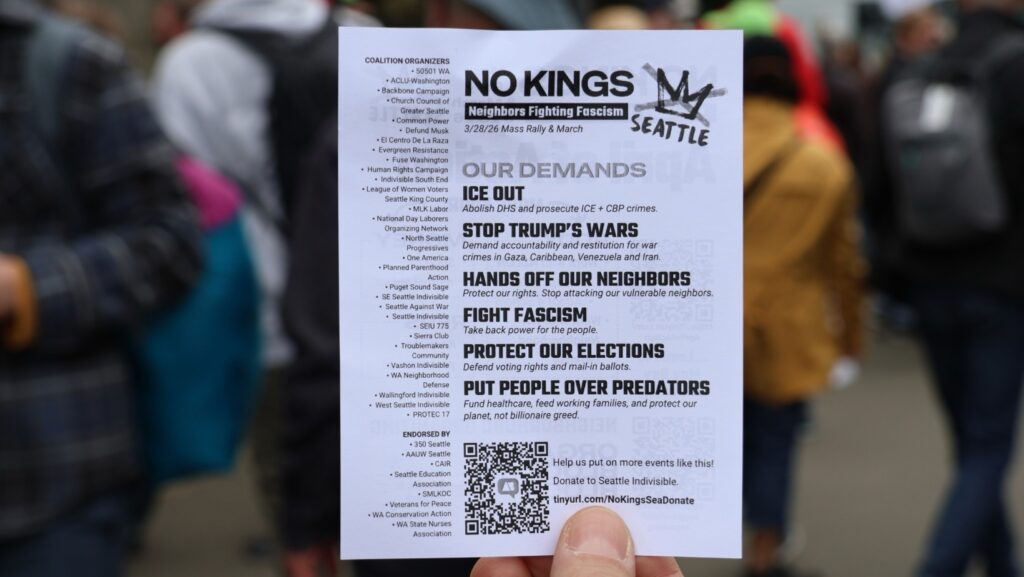 COALITION ORGANIZERS
• 50501 WA
• ACLU-Washington
• Backbone Campaign
• Church Council of
Greater Seattle
• Common Power
• Defund Musk
• El Centro De La Raza
• Evergreen Resistance
• Fuse Washington
• Human Rights Campaign
• Indivisible South End
• League of Women Voters
Seattle King County
• MLK Labor
• National Day Laborers
Organizing Network
• North Seattle
Progressives
• One America
• Planned Parenthood
Action
• Puget Sound Sage
• SE Seattle Indivisible
• Seattle Against War
• Seattle Indivisible
• SEIU 775
• Sierra Club
• Troublemakers
Community
• Vashon Indivisible
• WA Neighborhood
Defense
• Wallingford Indivisible
• West Seattle Indivisible
• PROTEC 17
ENDORSED BY
• 350 Seattle
• AAUW Seattle
• CAIR
• Seattle Education
Association
• SMLKOC
• Veterans for Peace
• WA Conservation Action
• WA State Nurses
Association
NO KINGS
Neighbors Fighting Fascism
3/28/26 Mass Rally & March
SEATTLE
OUR DEMANDS
ICE OUT
Abolish DHS and prosecute ICE + CBP crimes.
STOP TRUMP'S WARS
Demand accountability and restitution for war
crimes in Gaza, Caribbean, Venezuela and Iran.
HANDS OFF OUR NEIGHBORS
Protect our rights. Stop attacking our vulnerable neighbors.
FIGHT FASCISM
Take back power for the people.
PROTECT OUR ELECTIONS
Defend voting rights and mail-in ballots.
PUT PEOPLE OVER PREDATORS
Fund healthcare, feed working families, and protect our
planet, not billionaire greed.
Help us put on more events like this!
Donate to Seattle Indivisible.
tinyurl.com/NoKingsSeaDonate